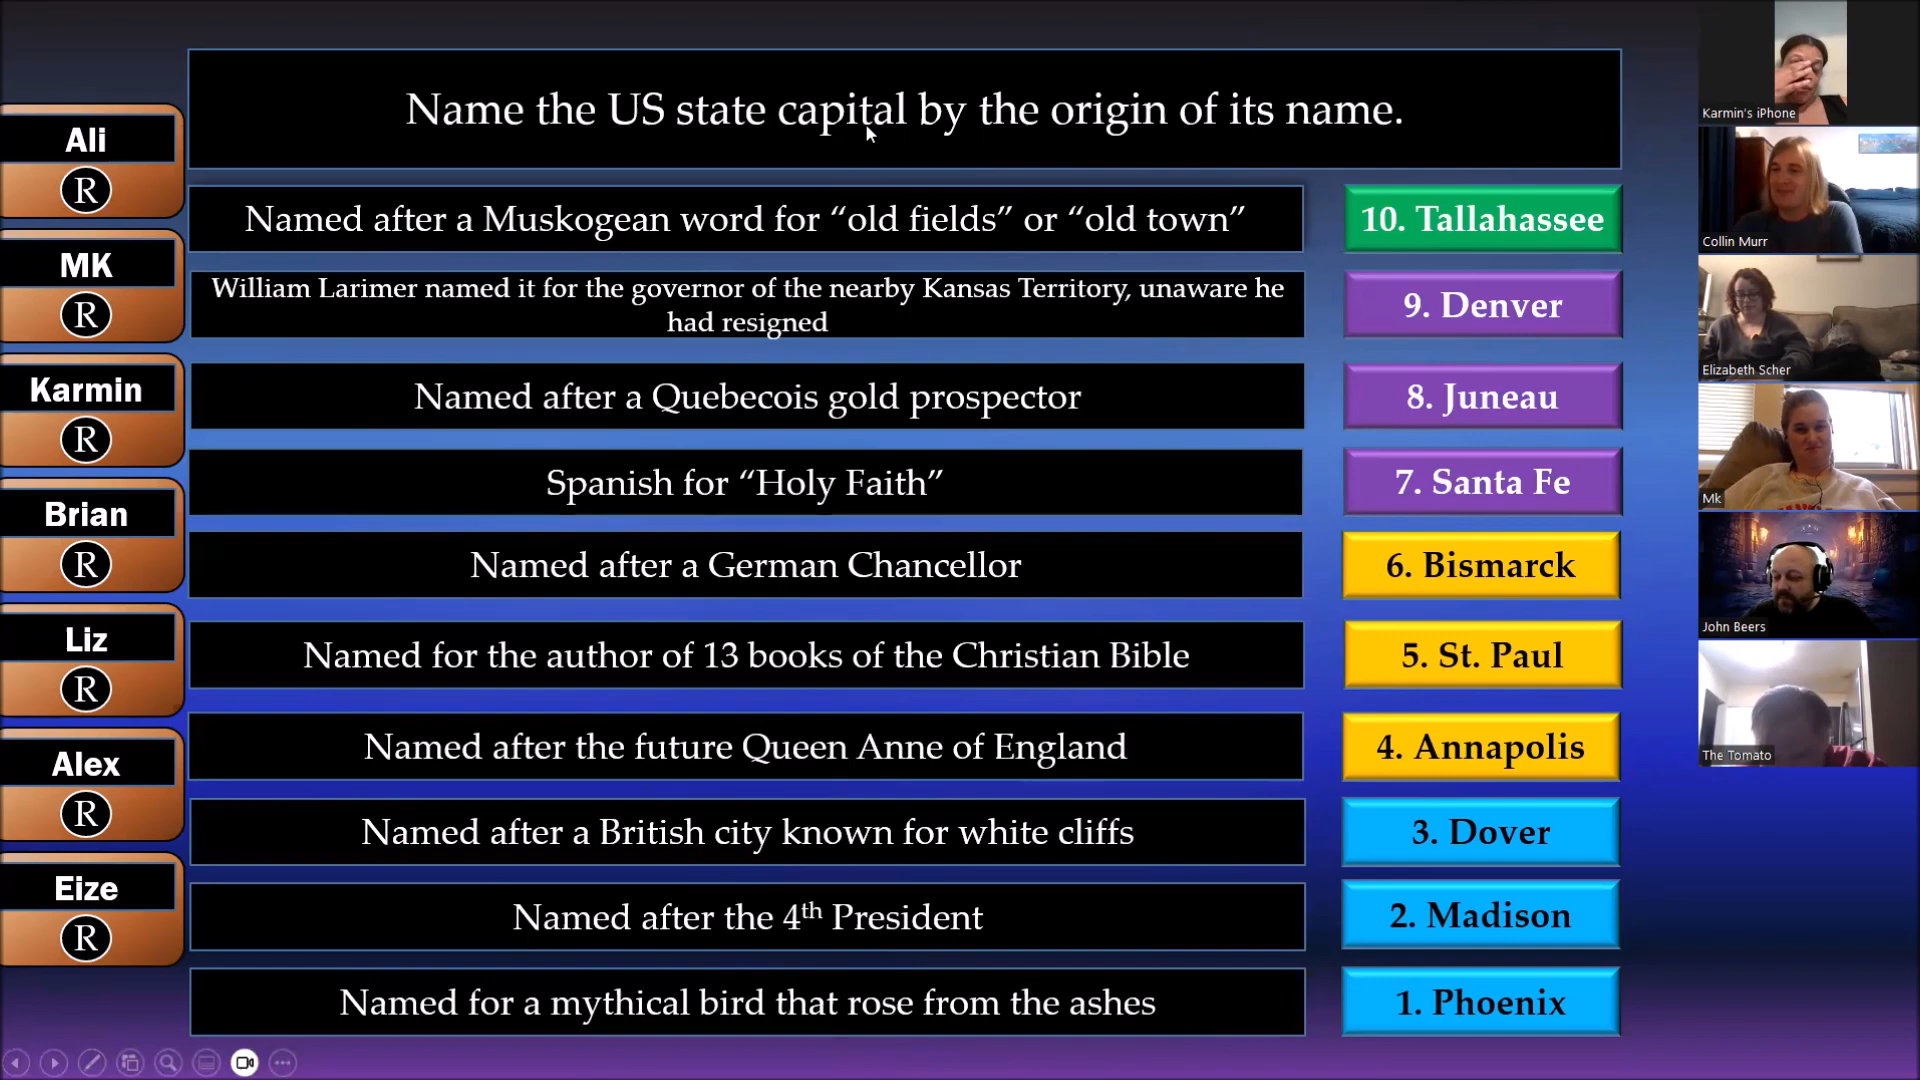 Name the US state capital by the origin of its name.
Ali
R
MK
R
Karmin
R
Brian
R
Liz
R
Alex
R
Eize
R
Named after a Muskogean word for “old fields” or “old town”
10. Tallahassee
William Larimer named it for the governor of the nearby Kansas Territory, unaware he
had resigned
9. Denver
Named after a Quebecois gold prospector
8. Juneau
Spanish for “Holy Faith”
7. Santa Fe
Named after a German Chancellor
6. Bismarck
Named for the author of 13 books of the Christian Bible
5. St. Paul
Named after the future Queen Anne of England
4. Annapolis
Named after a British city known for white cliffs
3. Dover
Named after the 4th President
2. Madison
Named for a mythical bird that rose from the ashes
1. Phoenix
Karmin's iPhone
Collin Murr
Elizabeth Scher
Mk
John Beers
The Tomato